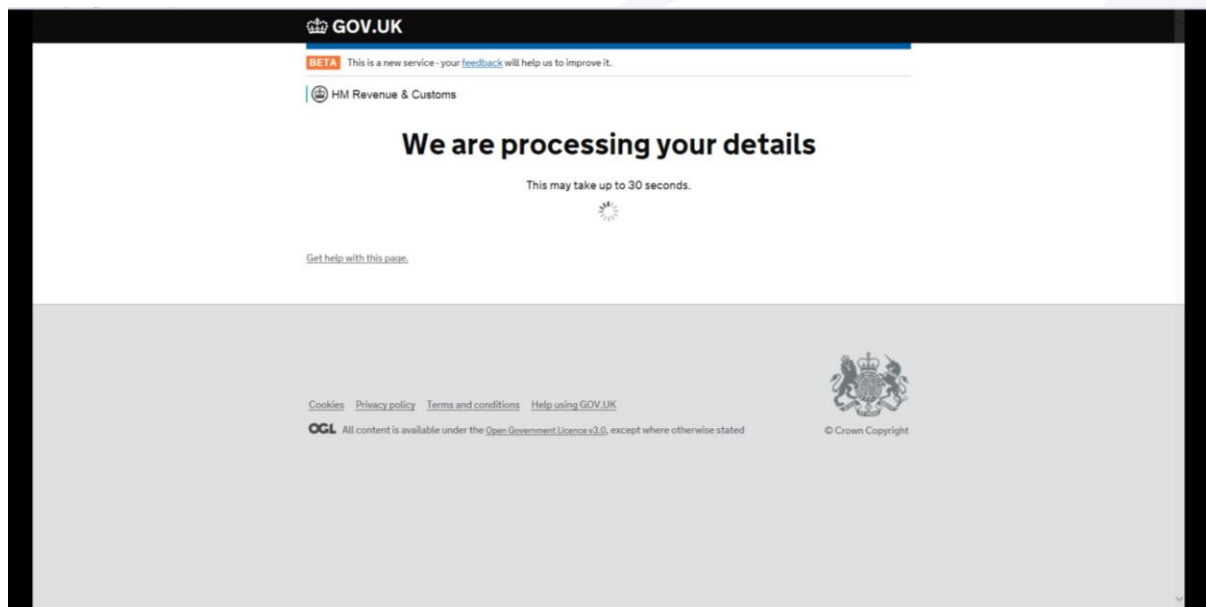 GOV.UK
BETA This is a new service - your feedback will help us to improve it.
HM Revenue & Customs
We are processing your details
This may take up to 30 seconds.
Get help with this page.
Cookies Privacy policy Terms and conditions Help using GOV.UK
OGL All content is available under the Open Government Licence v3.0, except where otherwise stated
© Crown Copyright